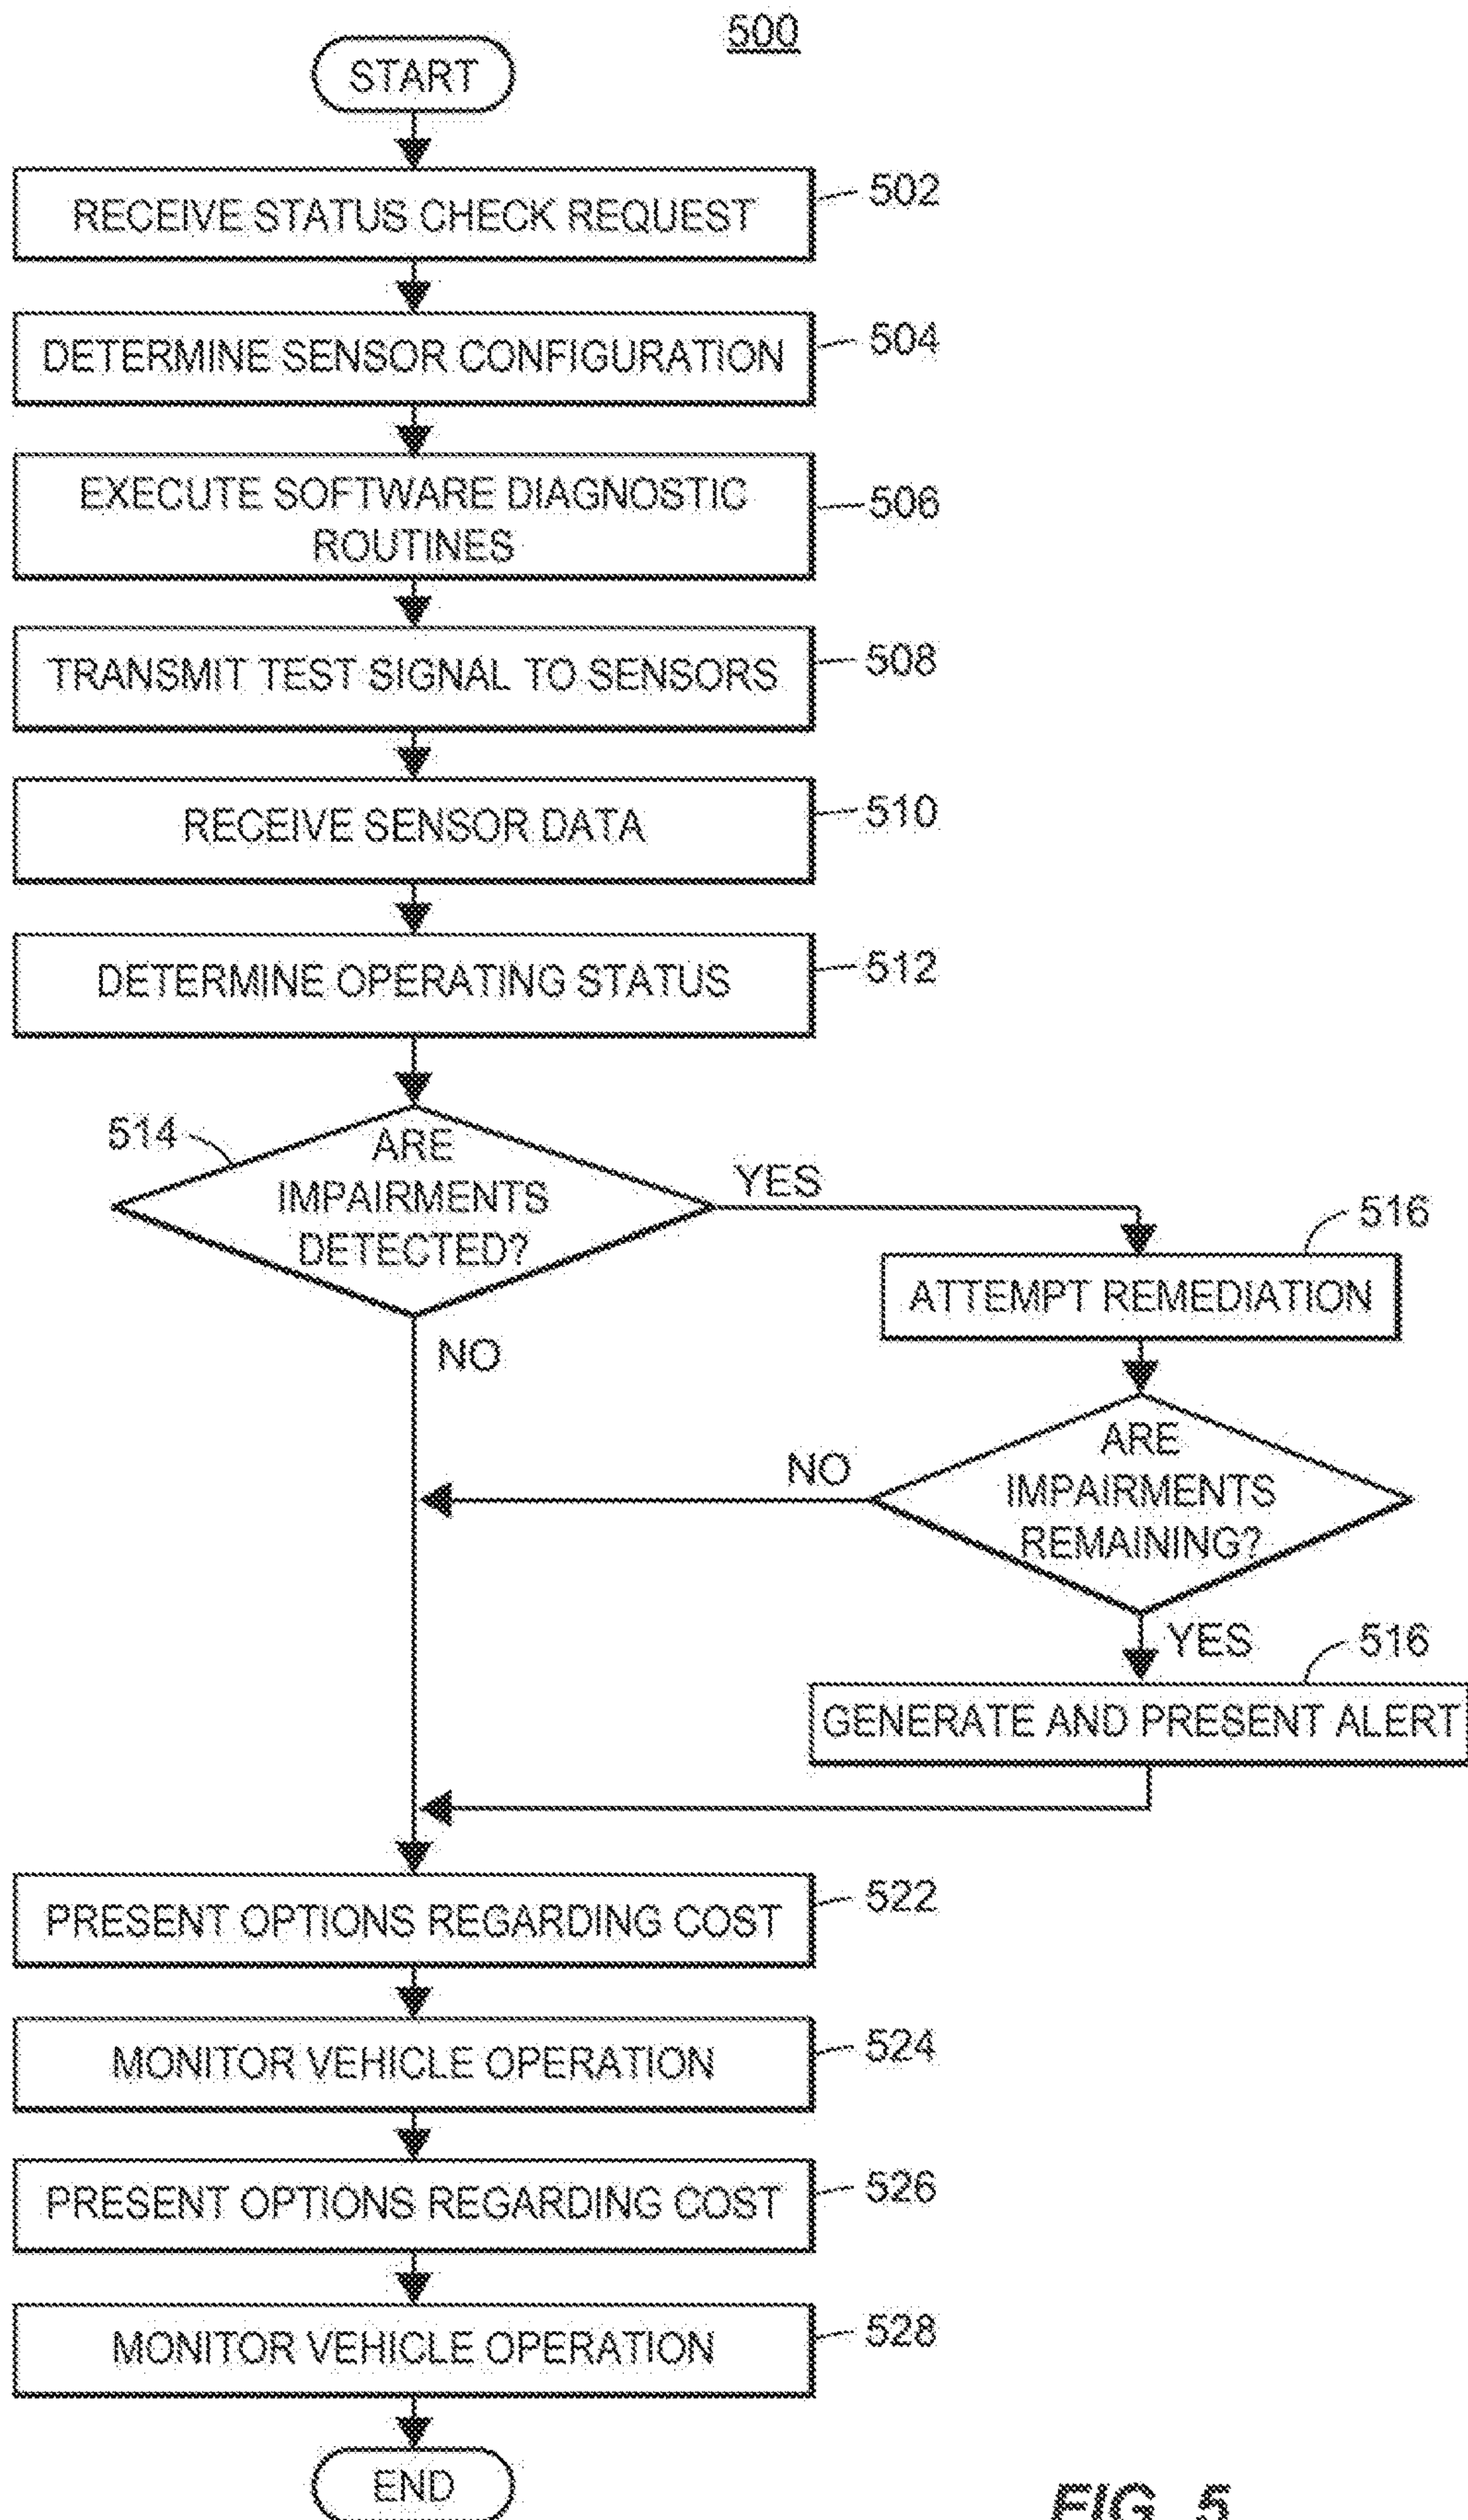 500
START
RECEIVE STATUS CHECK REQUEST
502
DETERMINE SENSOR CONFIGURATION
504
EXECUTE SOFTWARE DIAGNOSTIC
ROUTINES
506
TRANSMIT TEST SIGNAL TO SENSORS
508
RECEIVE SENSOR DATA
510
DETERMINE OPERATING STATUS
512
514
ARE
IMPAIRMENTS
DETECTED?
YES
NO
516
ATTEMPT REMEDIATION
ARE
IMPAIRMENTS
REMAINING?
NO
YES
516
GENERATE AND PRESENT ALERT
PRESENT OPTIONS REGARDING COST
522
MONITOR VEHICLE OPERATION
524
PRESENT OPTIONS REGARDING COST
526
MONITOR VEHICLE OPERATION
528
END
FIG. 5